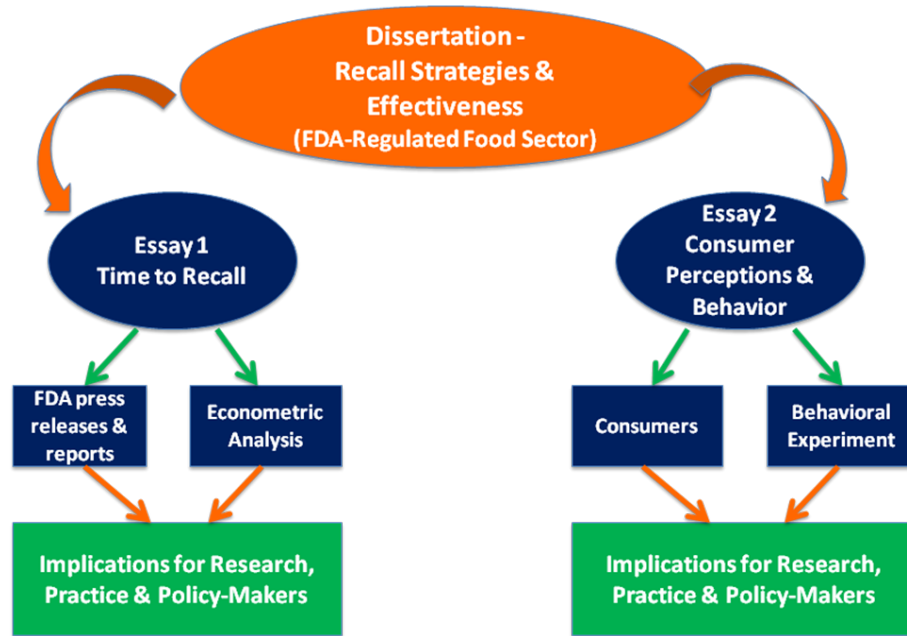 Dissertation -
Recall Strategies &
Effectiveness
(FDA-Regulated Food Sector)
Essay 1
Time to Recall
Essay 2
Consumer
Perceptions &
Behavior
FDA press
releases &
reports
Econometric
Analysis
Consumers
Behavioral
Experiment
Implications for Research,
Practice & Policy-Makers
Implications for Research,
Practice & Policy-Makers